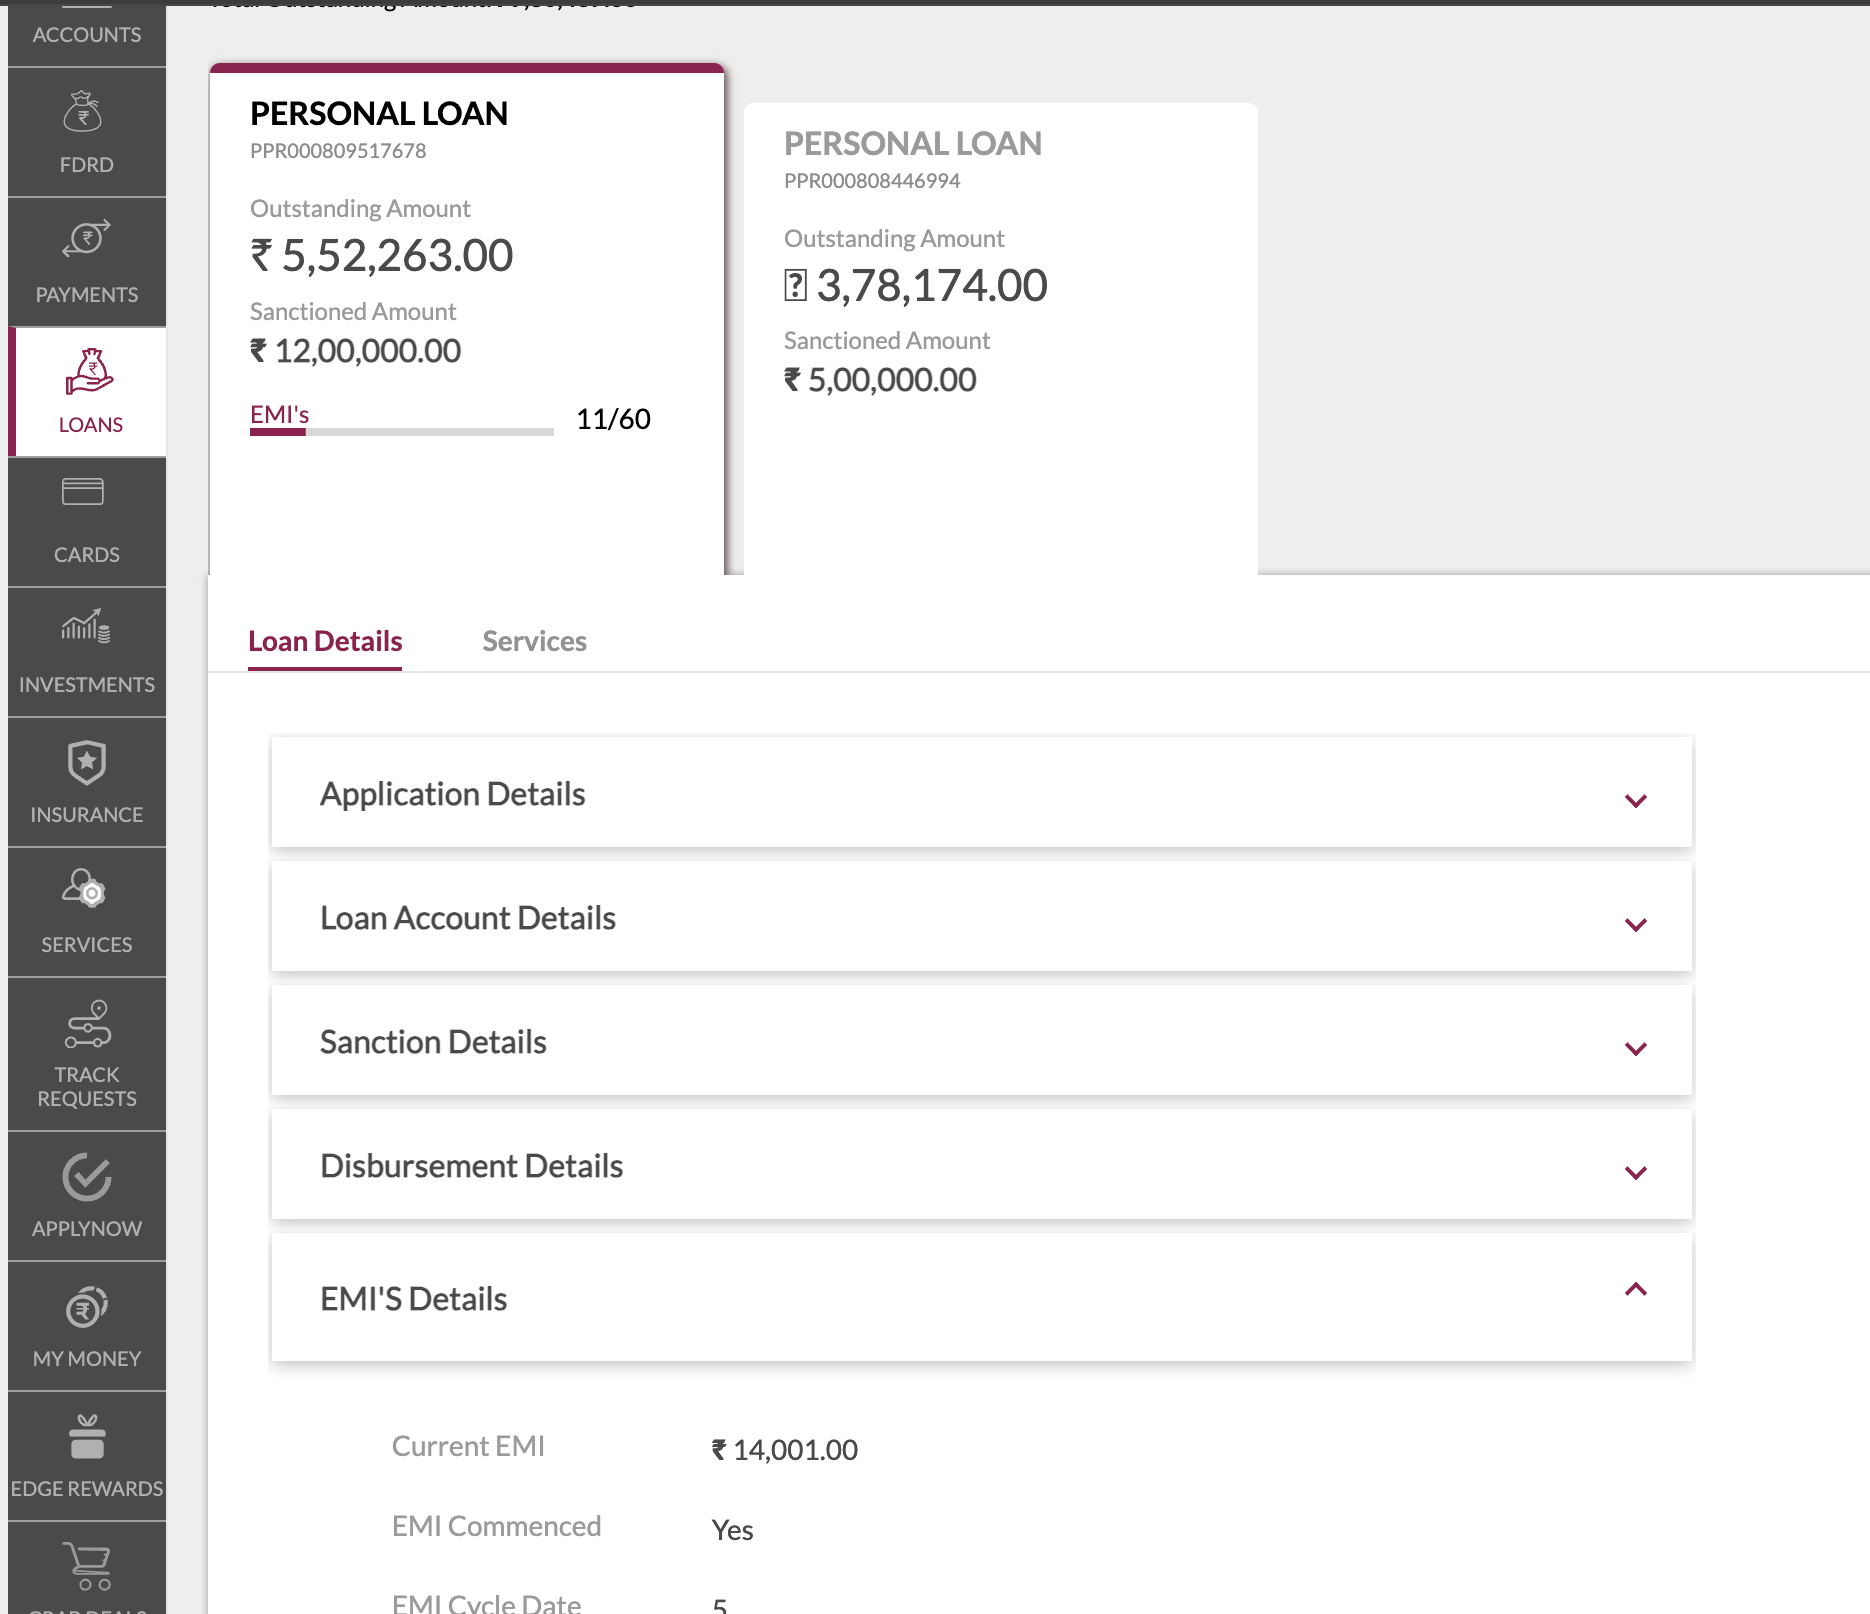 ACCOUNTS
FDRD
PAYMENTS
LOANS
CARDS
INVESTMENTS
INSURANCE
SERVICES
TRACK
REQUESTS
APPLYNOW
MY MONEY
EDGE REWARDS
PERSONAL LOAN
PPR000809517678
Outstanding Amount
₹ 5,52,263.00
Sanctioned Amount
₹ 12,00,000.00
EMI's
11/60
PERSONAL LOAN
PPR000808446994
Outstanding Amount
3,78,174.00
Sanctioned Amount
₹ 5,00,000.00
Loan Details
Services
Application Details
Loan Account Details
Sanction Details
Disbursement Details
EMI'S Details
Current EMI
₹ 14,001.00
EMI Commenced
Yes
EMI Cycle Date
5